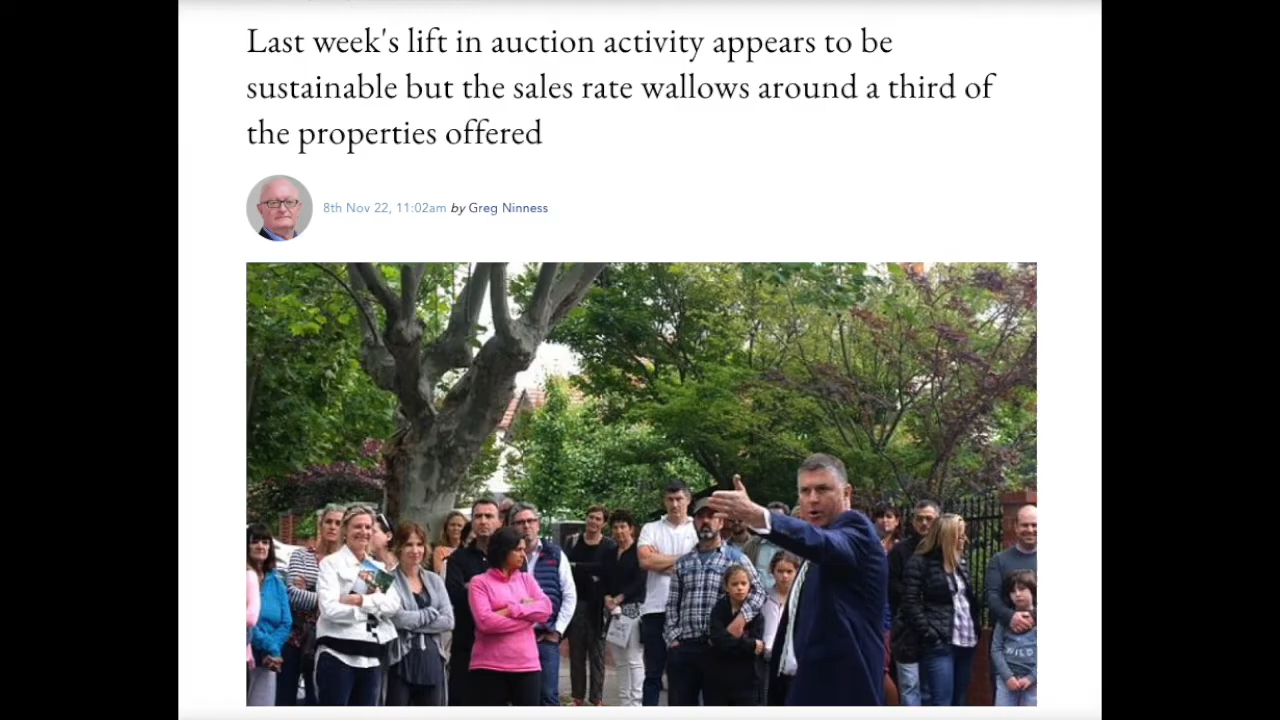 Last week's lift in auction activity appears to be
sustainable but the sales rate wallows around a third of
the properties offered
8th Nov 22, 11:02am by Greg Ninness
WILD